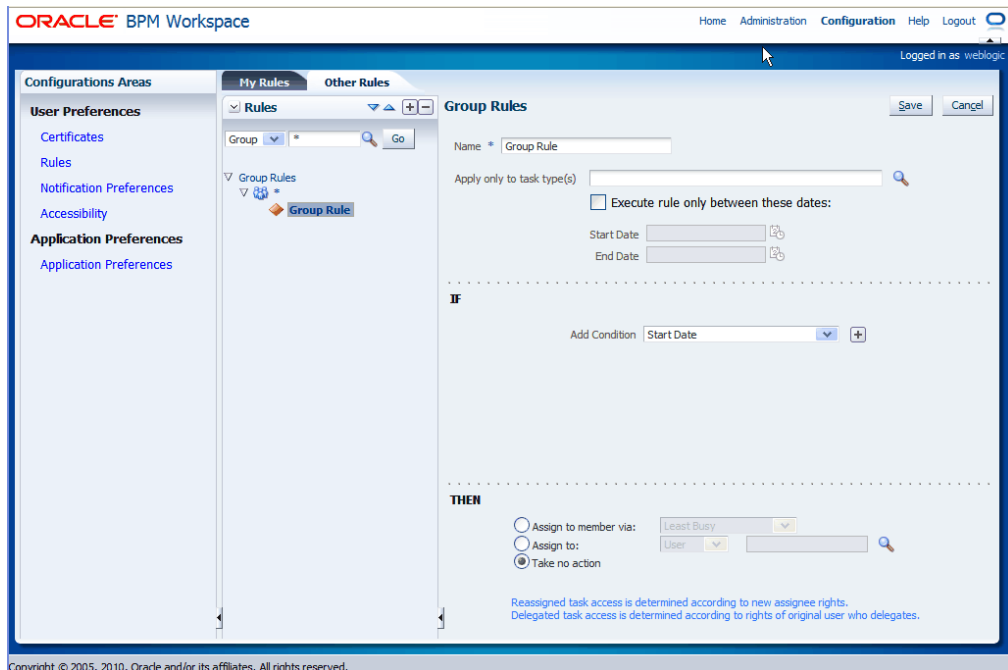 ORACLE BPM Workspace
Home Administration Configuration Help Logout
Logged in as weblogic
Configurations Areas
User Preferences
Certificates
Rules
Notification Preferences
Accessibility
Application Preferences
Application Preferences
My Rules Other Rules
Rules
Group * Go
Group Rules
*
Group Rule
Group Rules
Save Cancel
Name * Group Rule
Apply only to task type(s)
Execute rule only between these dates:
Start Date
End Date
IF
Add Condition Start Date
THEN
Assign to member via: Least Busy
Assign to: User
Take no action
Reassigned task access is determined according to new assignee rights.
Delegated task access is determined according to rights of original user who delegates.
Copyright © 2005, 2010, Oracle and/or its affiliates. All rights reserved.